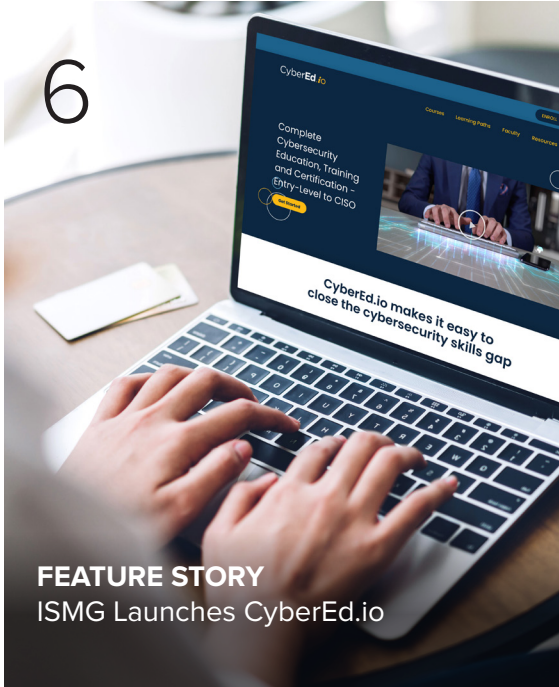 6
CyberEd.io
ENROLL
Courses Learning Paths Faculty Resources
Complete
Cybersecurity
Education, Training
and Certification -
Entry-Level to CISO
Get Started
CyberEd.io makes it easy to
close the cybersecurity skills gap
FEATURE STORY
ISMG Launches CyberEd.io